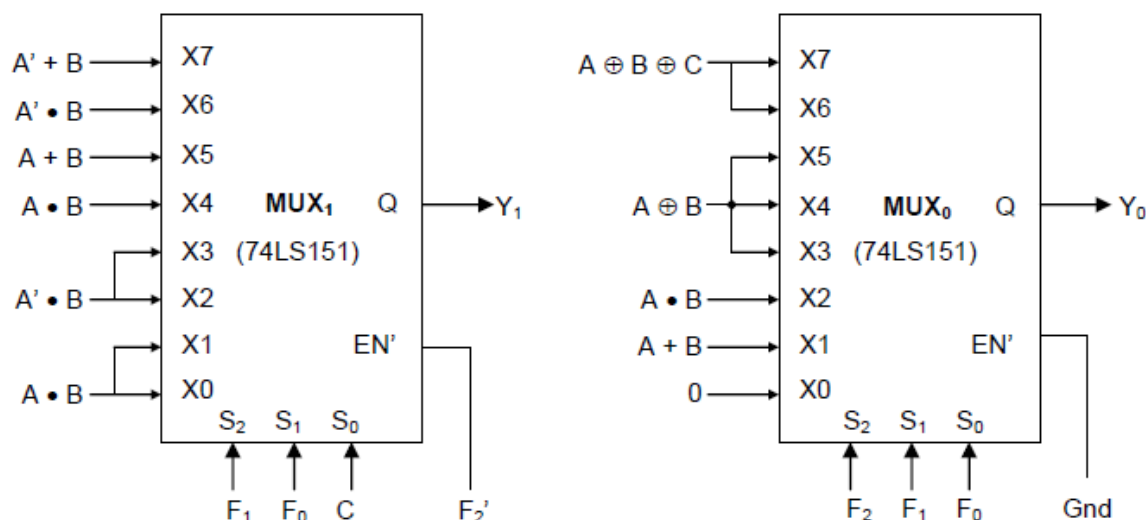 A' + B X7
A' • B X6
A + B X5
A • B X4 MUX₁ Q Y₁
X3 (74LS151)
A' • B X2
X1 EN'
A • B X0
S₂ S₁ S₀
F₁ F₀ C F₂'
A ⊕ B ⊕ C X7
X6
X5
A ⊕ B X4 MUX₀ Q Y₀
X3 (74LS151)
A • B X2
A + B X1 EN'
0 X0
S₂ S₁ S₀
F₂ F₁ F₀ Gnd